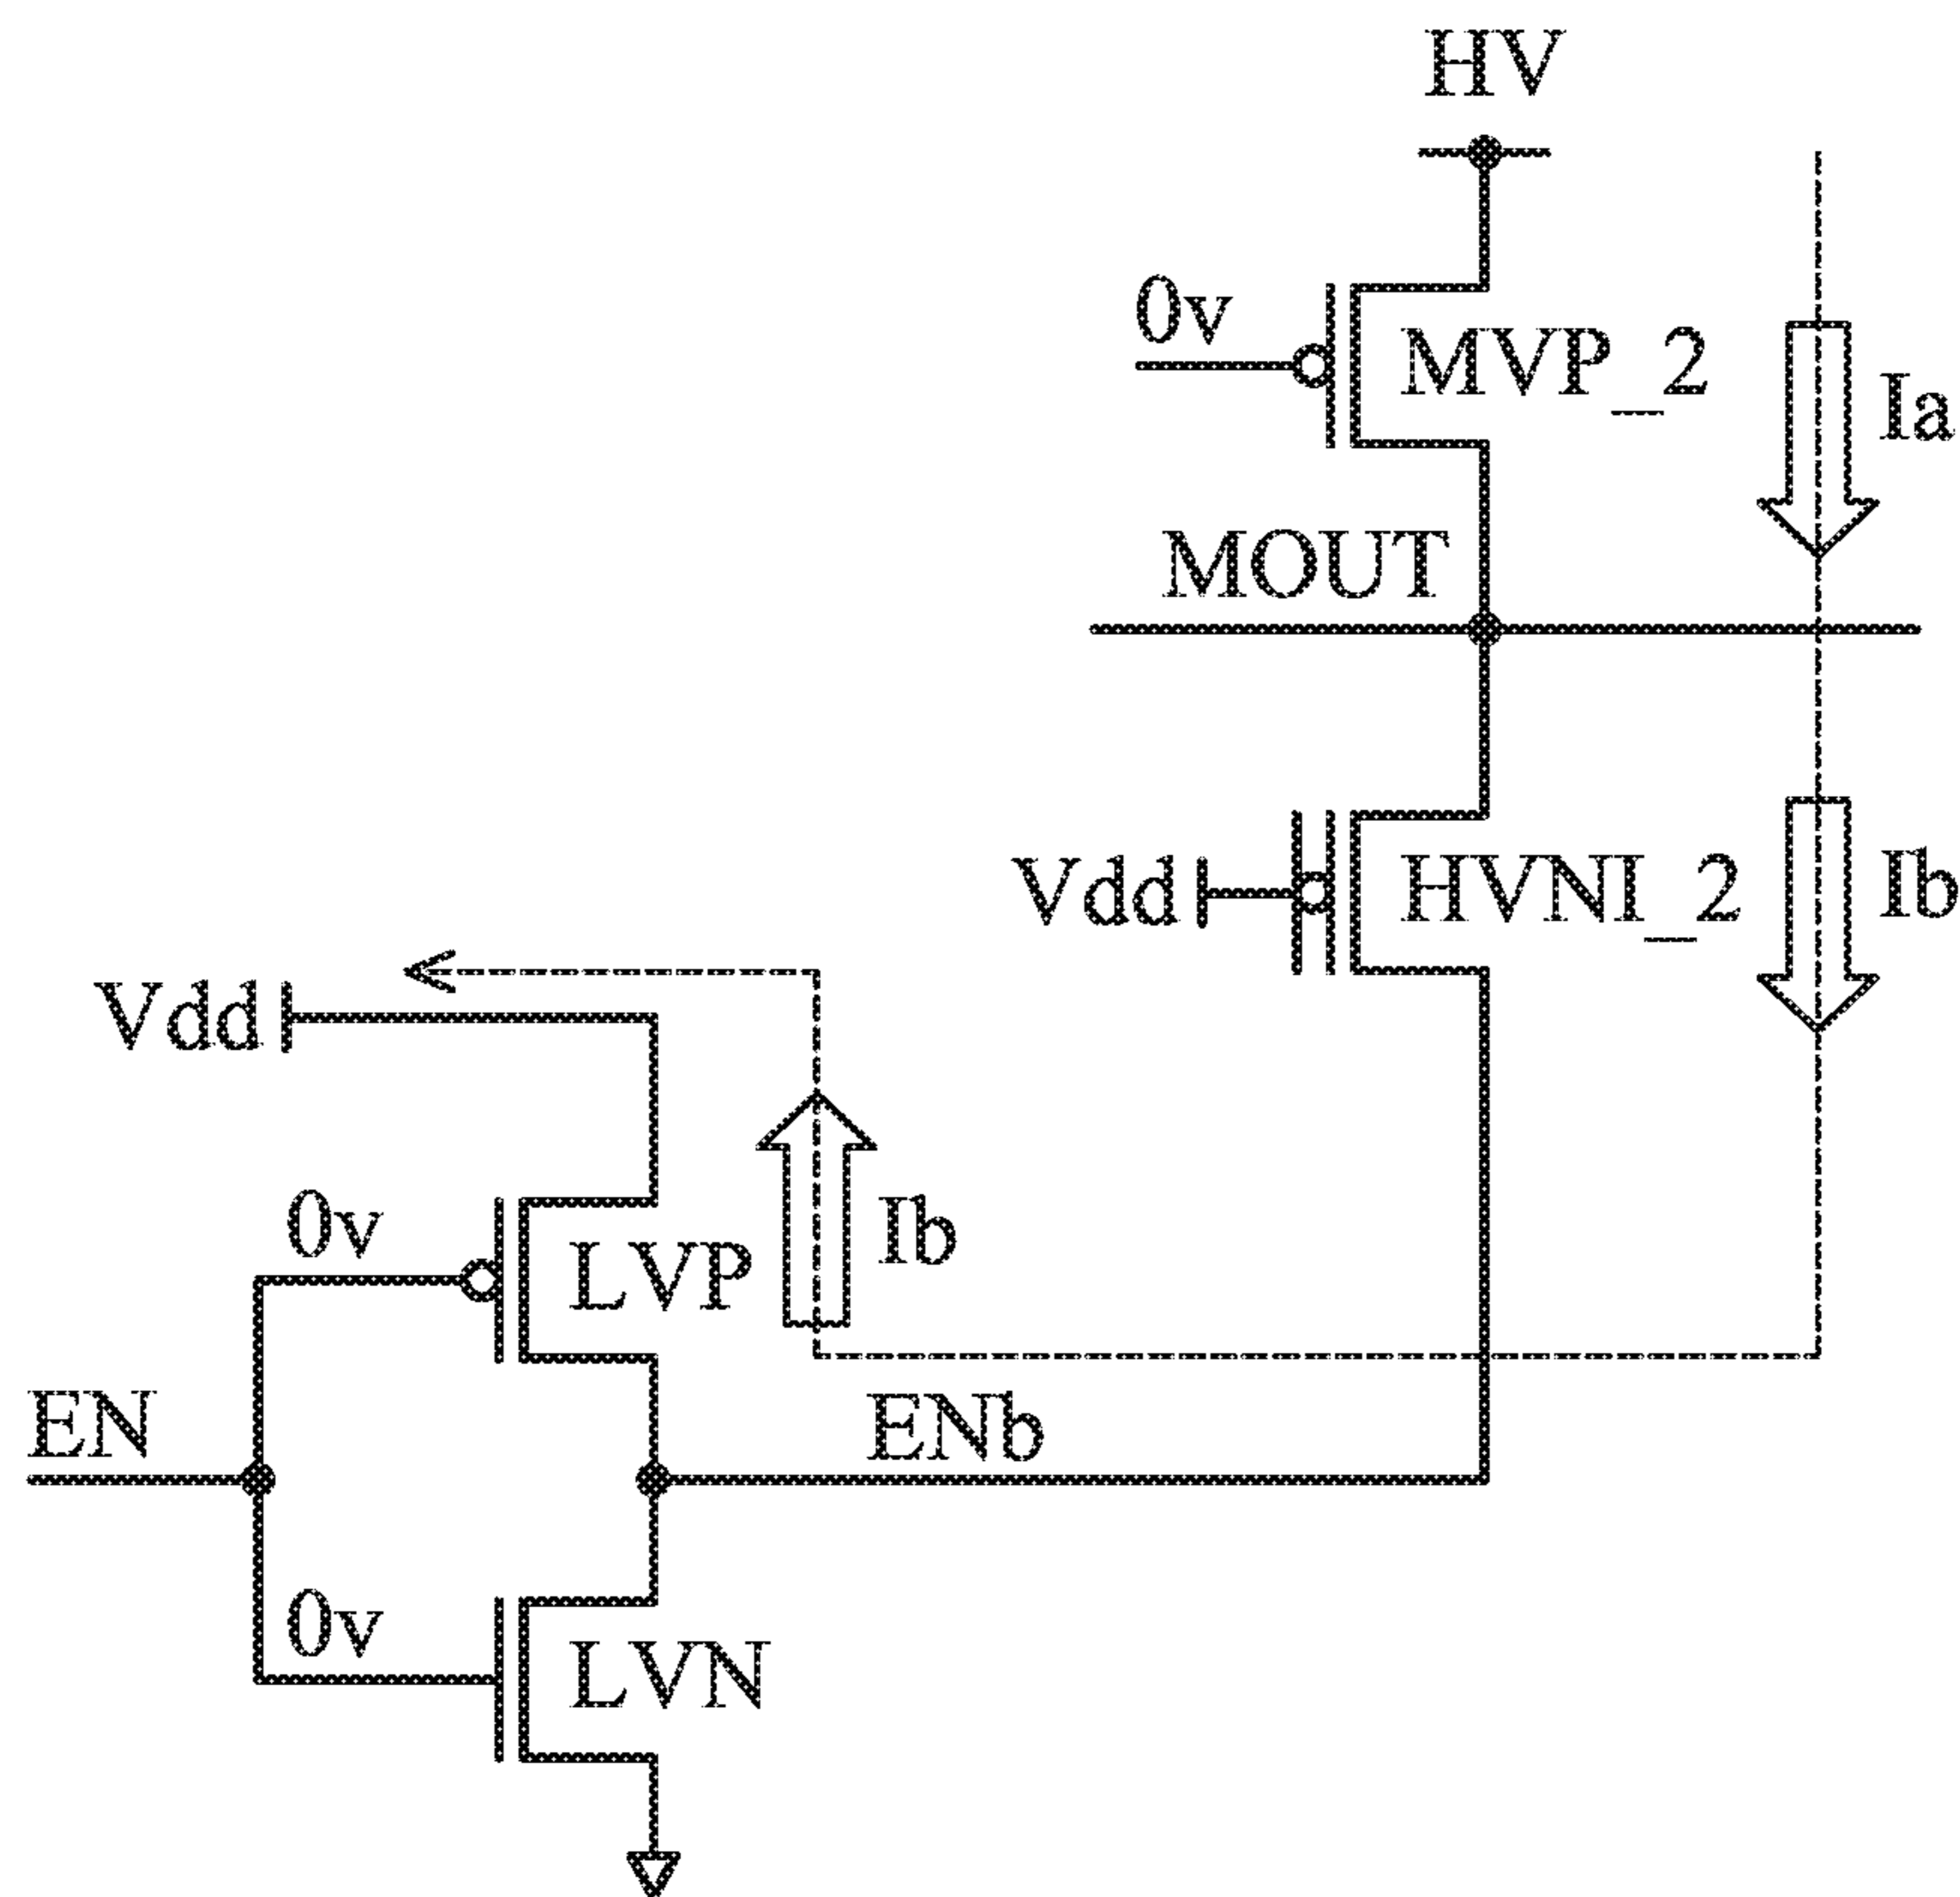 HV
0v
MVP_2
Ia
MOUT
Vdd
HVNI_2
Ib
Vdd
0v
LVP
Ib
EN
ENb
0v
LVN